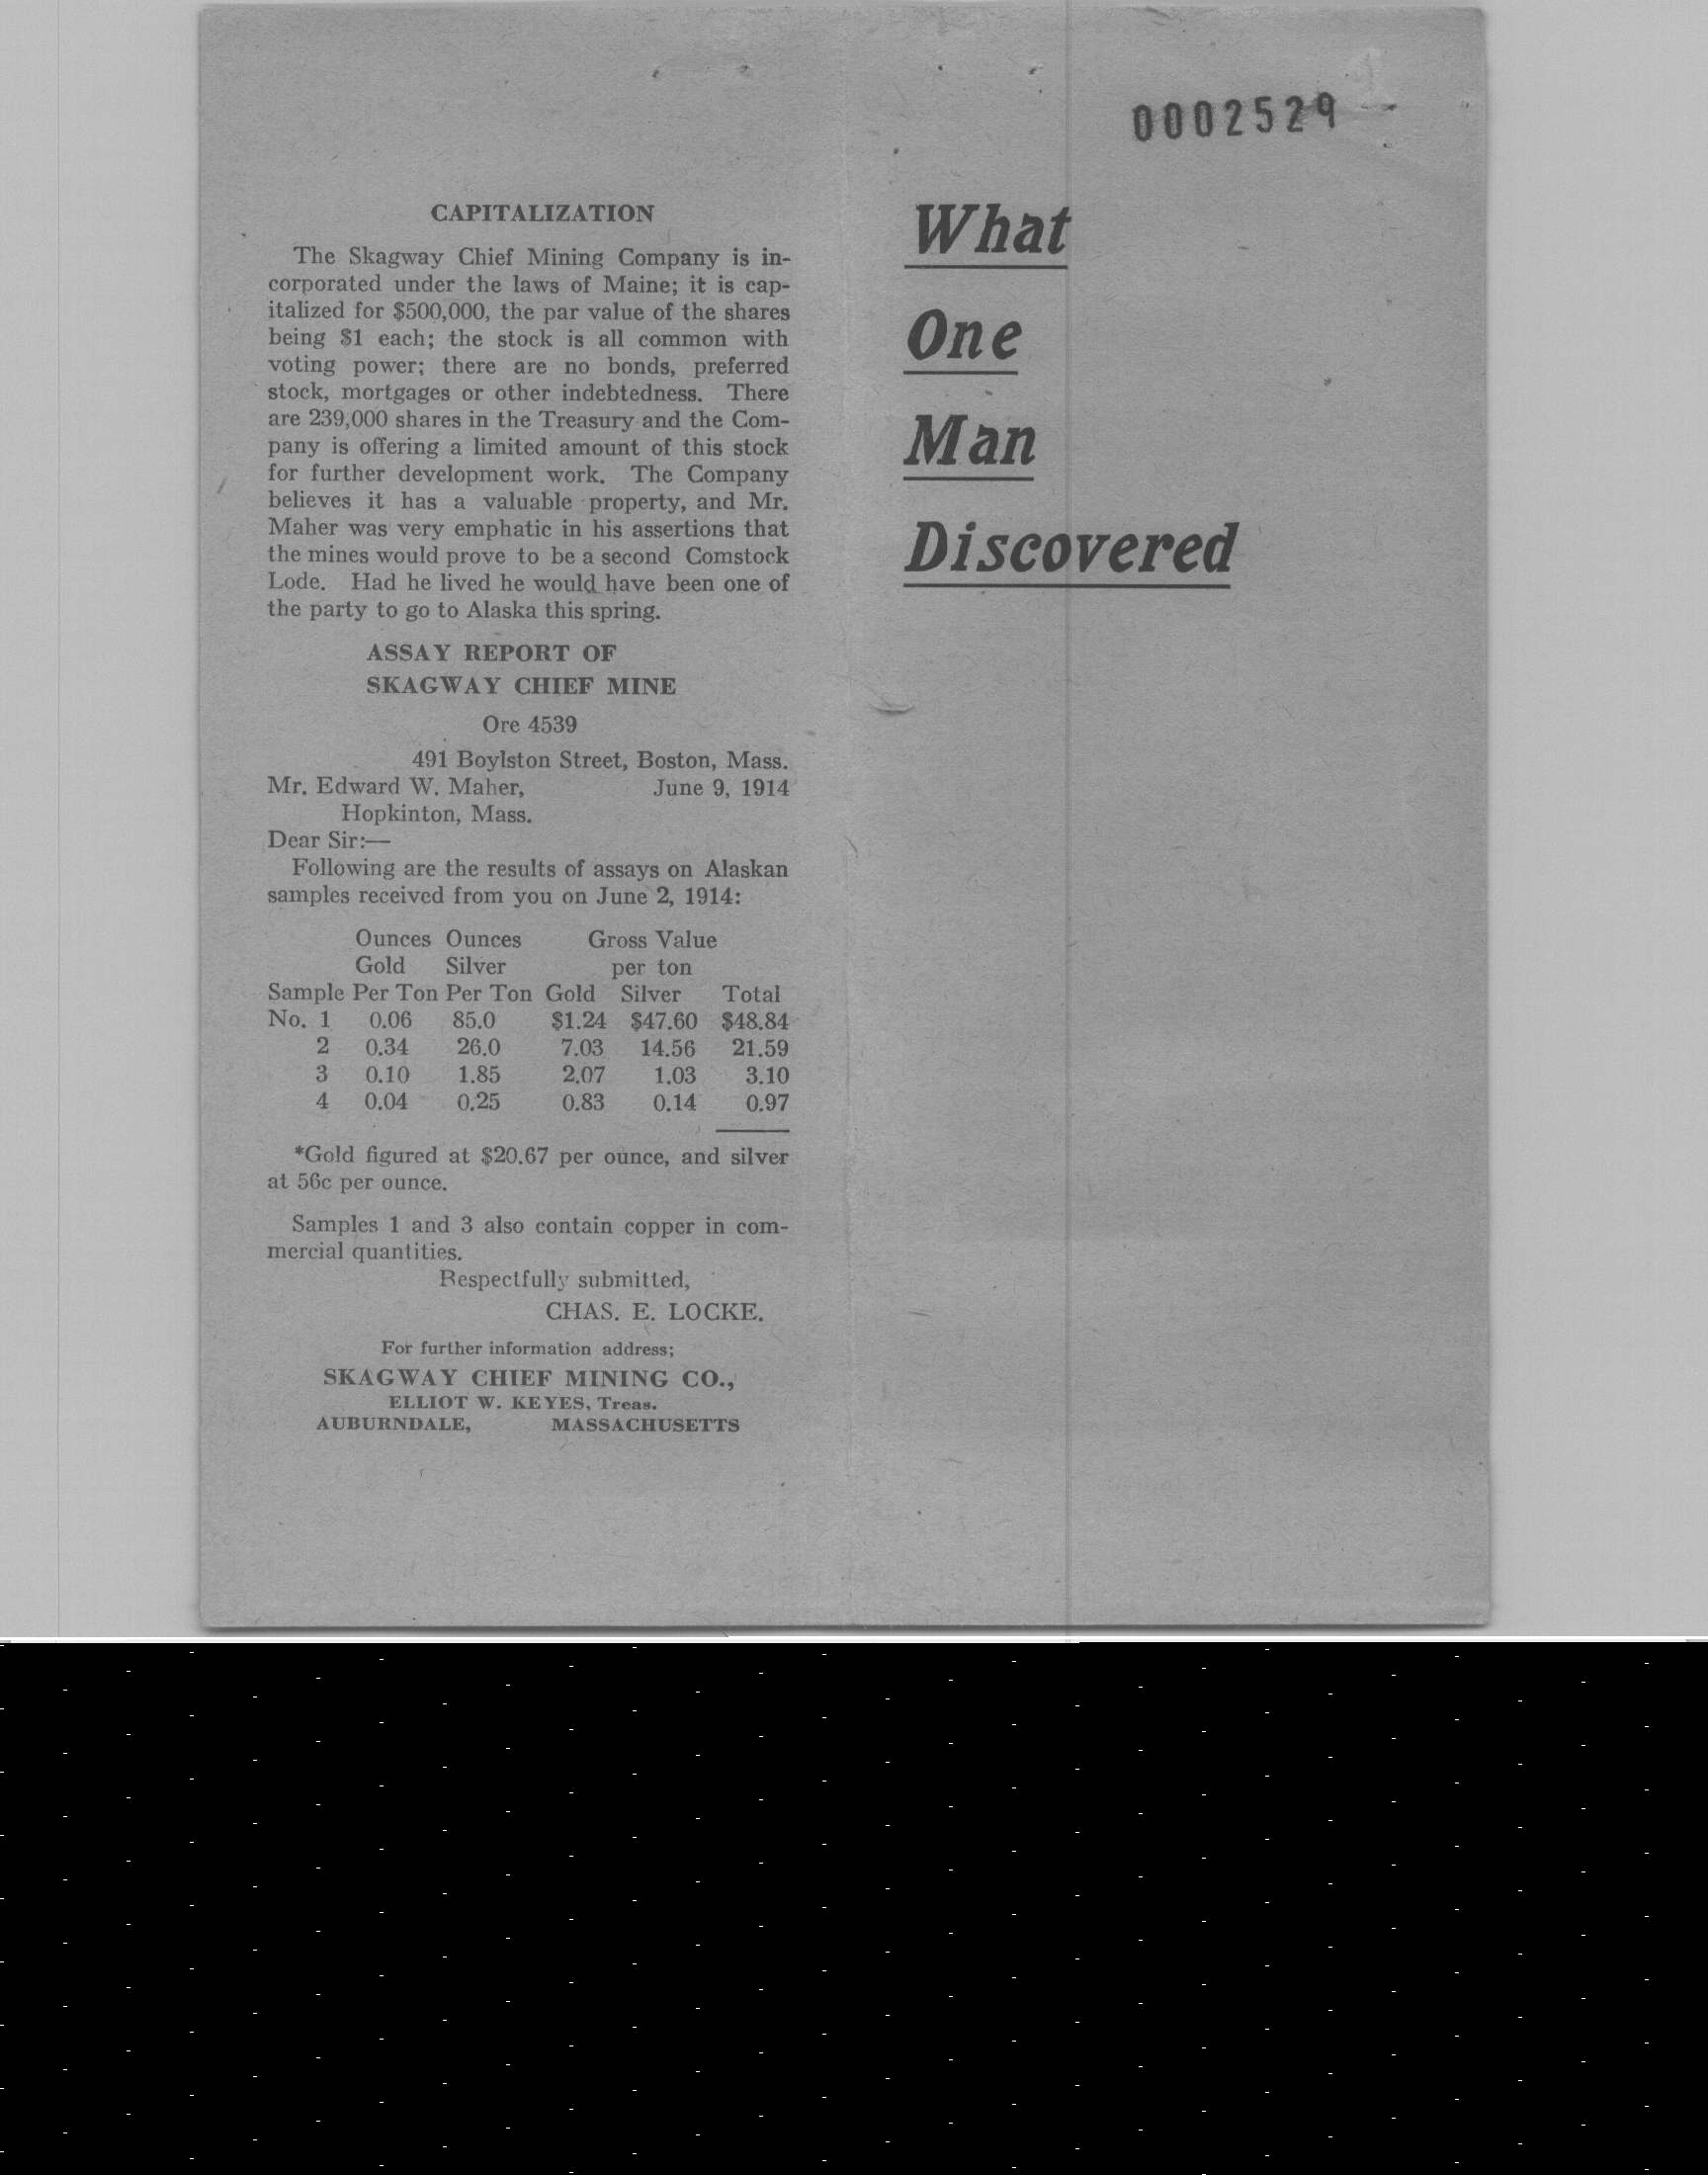 CAPITALIZATION
The Skagway Chief Mining Company is in-
corporated under the laws of Maine; it is cap-
italized for $500,000, the par value of the shares
being $1 each; the stock is all common with
voting power; there are no bonds, preferred
stock, mortgages or other indebtedness. There
are 239,000 shares in the Treasury and the Com-
pany is offering a limited amount of this stock
for further development work. The Company
believes it has a valuable property, and Mr.
Maher was very emphatic in his assertions that
the mines would prove to be a second Comstock
Lode. Had he lived he would have been one of
the party to go to Alaska this spring.
ASSAY REPORT OF
SKAGWAY CHIEF MINE
Ore 4539
491 Boylston Street, Boston, Mass.
Mr. Edward W. Maher, June 9, 1914
Hopkinton, Mass.
Dear Sir:—
Following are the results of assays on Alaskan
samples received from you on June 2, 1914:
Ounces Ounces Gross Value
Gold Silver per ton
Sample Per Ton Per Ton Gold Silver Total
No. 1 0.06 85.0 $1.24 $47.60 $48.84
2 0.34 26.0 7.03 14.56 21.59
3 0.10 1.85 2.07 1.03 3.10
4 0.04 0.25 0.83 0.14 0.97
*Gold figured at $20.67 per ounce, and silver
at 56c per ounce.
Samples 1 and 3 also contain copper in com-
mercial quantities.
Respectfully submitted,
CHAS. E. LOCKE.
For further information address;
SKAGWAY CHIEF MINING CO.,
ELLIOT W. KEYES, Treas.
AUBURNDALE, MASSACHUSETTS
0002529
What
One
Man
Discovered